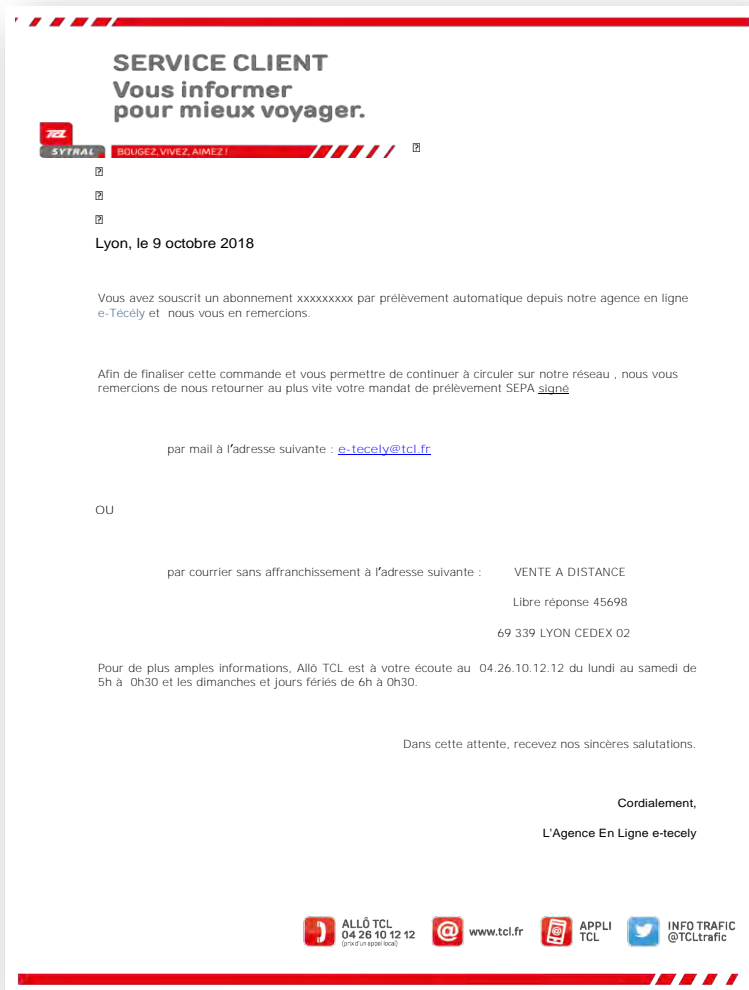 SERVICE CLIENT
Vous informer
pour mieux voyager.
TCL
SYTRAL
BOUGEZ, VIVEZ, AIMEZ !
Lyon, le 9 octobre 2018
Vous avez souscrit un abonnement xxxxxxxxx par prélèvement automatique depuis notre agence en ligne
e-Técély et nous vous en remercions.
Afin de finaliser cette commande et vous permettre de continuer à circuler sur notre réseau , nous vous
remercions de nous retourner au plus vite votre mandat de prélèvement SEPA signé
par mail à l'adresse suivante : e-tecely@tcl.fr
OU
par courrier sans affranchissement à l'adresse suivante : VENTE A DISTANCE
Libre réponse 45698
69 339 LYON CEDEX 02
Pour de plus amples informations, Allô TCL est à votre écoute au 04.26.10.12.12 du lundi au samedi de
5h à 0h30 et les dimanches et jours fériés de 6h à 0h30.
Dans cette attente, recevez nos sincères salutations.
Cordialement,
L'Agence En Ligne e-tecely
ALLÔ TCL
04 26 10 12 12
(prix d'un appel local)
www.tcl.fr
APPLI
TCL
INFO TRAFIC
@TCLtrafic